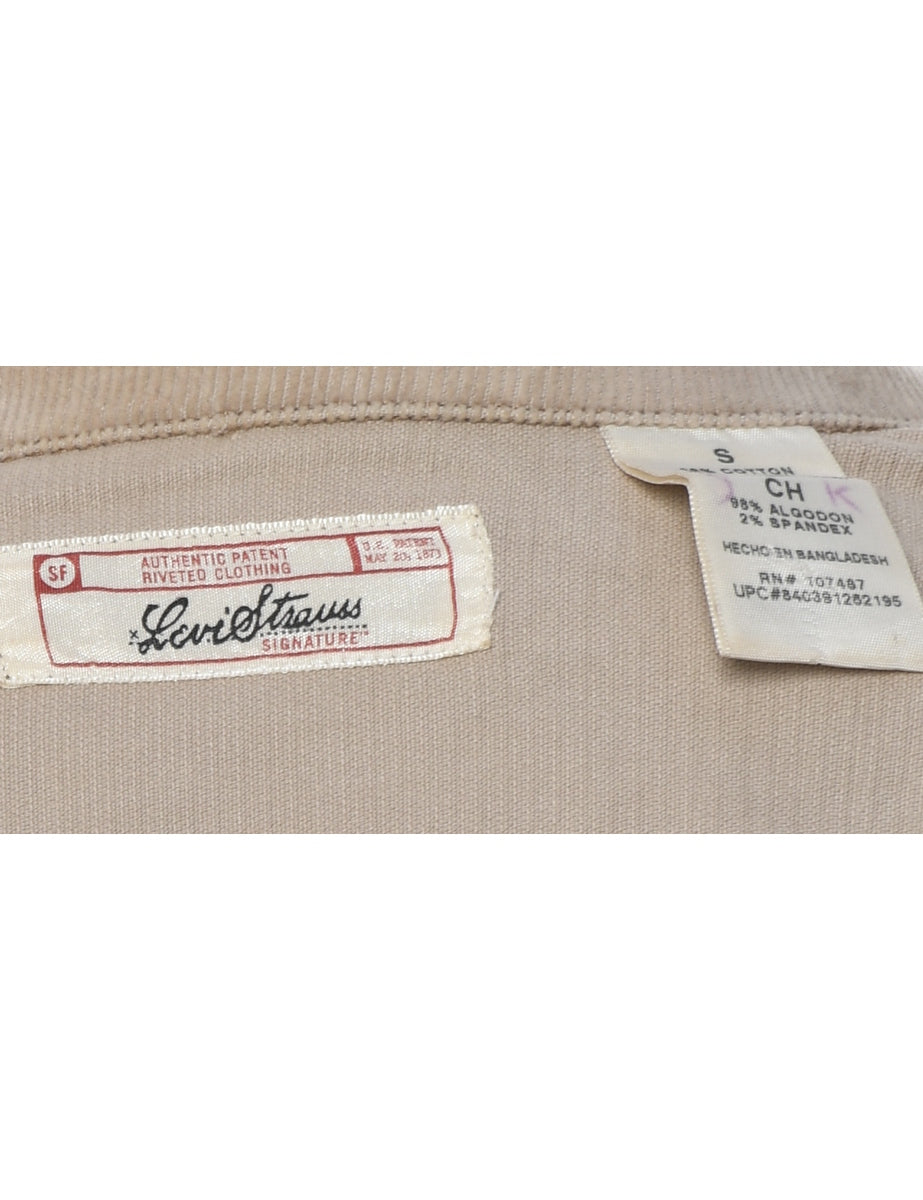 SF
AUTHENTIC PATENT
RIVETED CLOTHING
U.S. PATENT
MAY 20, 1873
x Levi Strauss
SIGNATURE™
S
COTTON
CH K
98% ALGODON
2% SPANDEX
HECHO EN BANGLADESH
RN# 107487
UPC#840391262195